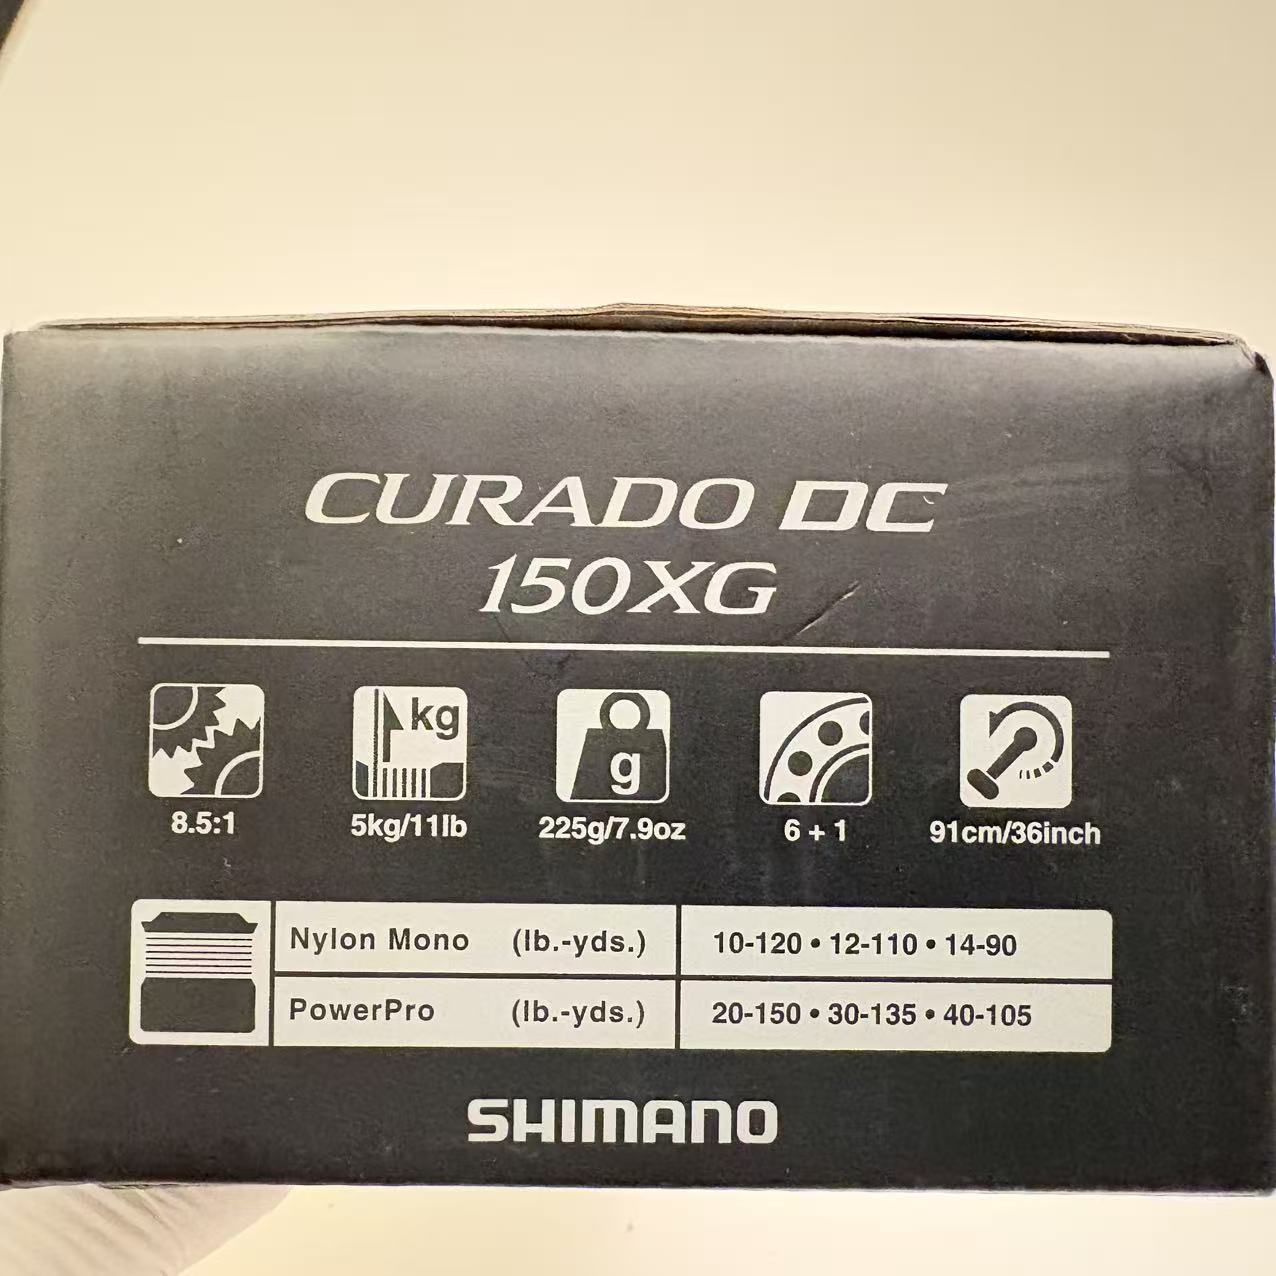 CURADO DC
150XG
kg
g
8.5:1 5kg/11lb 225g/7.9oz 6 + 1 91cm/36inch
Nylon Mono (lb.-yds.) 10-120 • 12-110 • 14-90
PowerPro (lb.-yds.) 20-150 • 30-135 • 40-105
SHIMANO